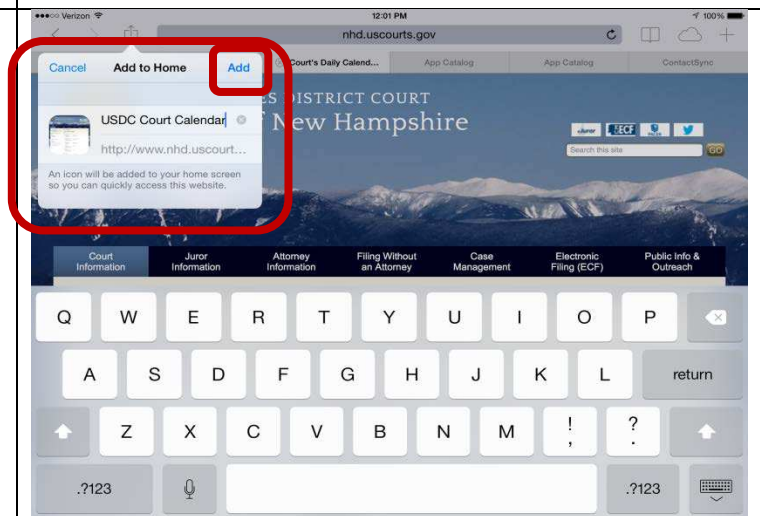 Verizon 12:01 PM 100%
nhd.uscourts.gov
Cancel Add to Home Add
Court's Daily Calend... App Catalog App Catalog ContactSync
USDC Court Calendar
http://www.nhd.uscourt...
An icon will be added to your home screen
so you can quickly access this website.
ES DISTRICT COURT
f New Hampshire
Juror ECF PACER
Search this site GO
Court Information
Juror Information
Attorney Information
Filing Without an Attorney
Case Management
Electronic Filing (ECF)
Public Info & Outreach
Q W E R T Y U I O P
A S D F G H J K L return
Z X C V B N M ! , ? .
.?123 .?123